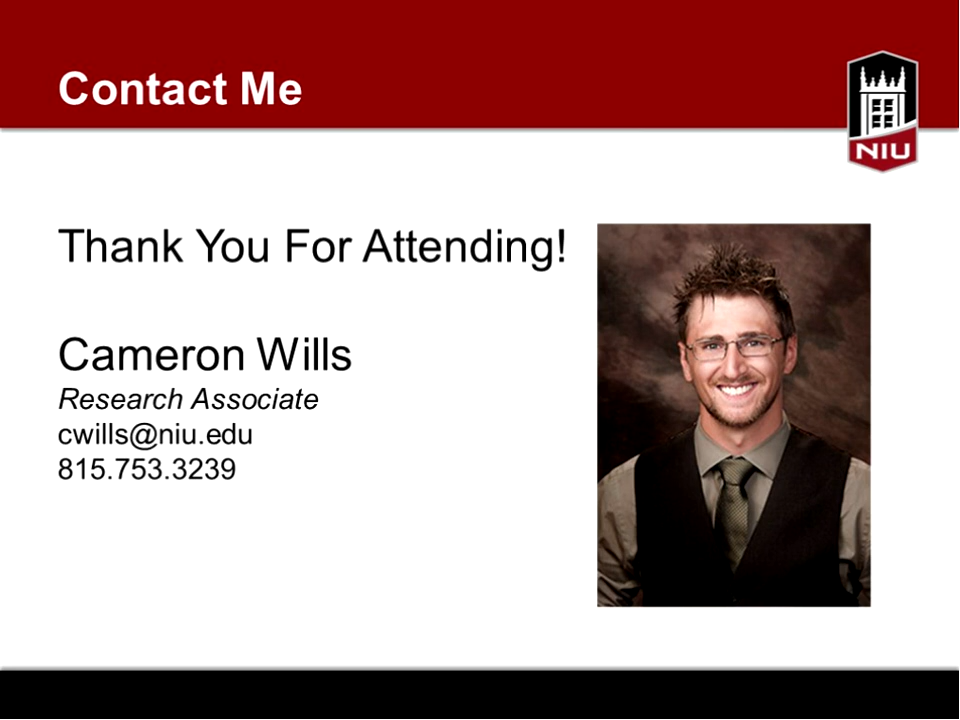 Contact Me
NIU
Thank You For Attending!
Cameron Wills
Research Associate
cwills@niu.edu
815.753.3239